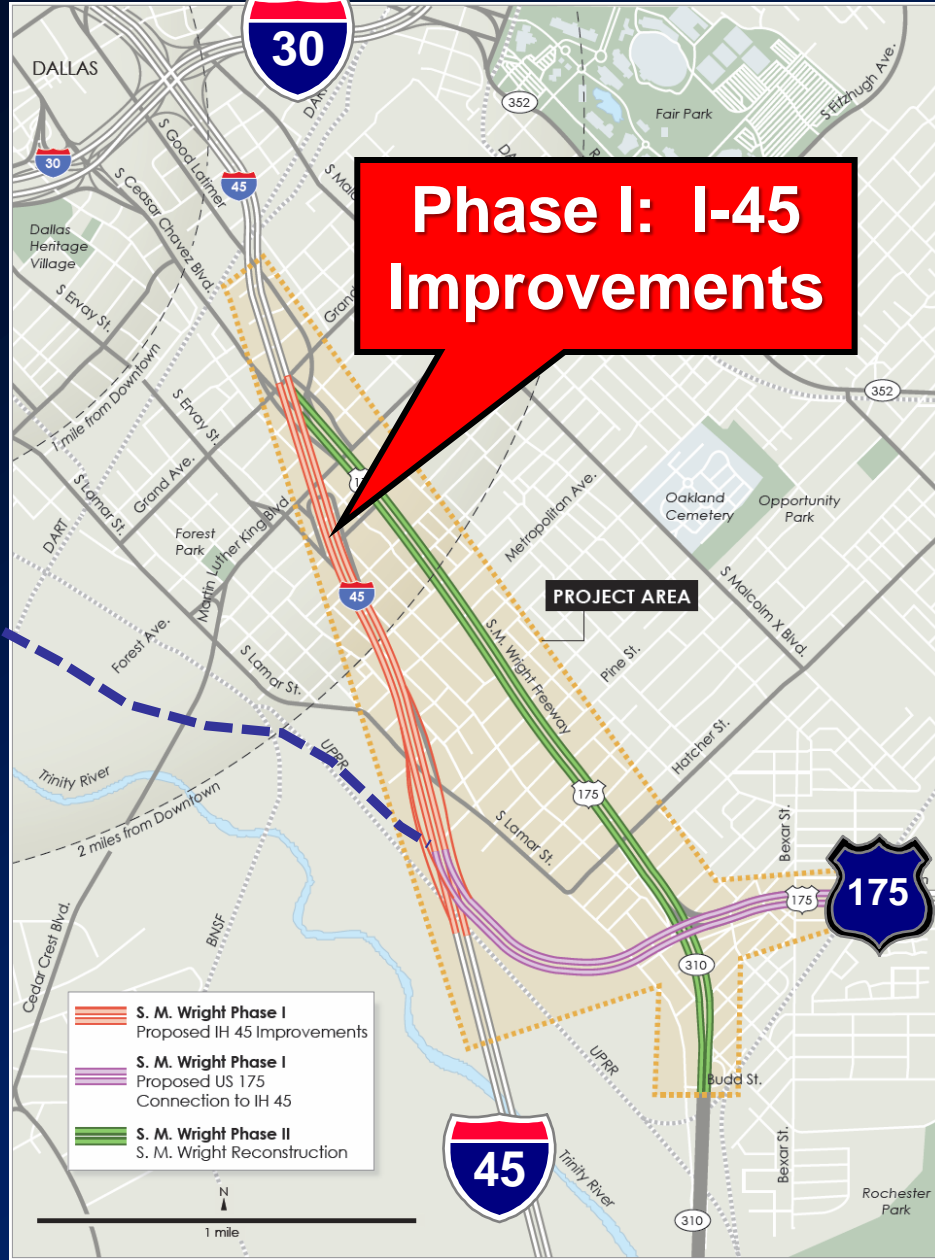 30
DALLAS
352
Fair Park
S Fitzhugh Ave.
30
45
S Good Latimer
S Ceasar Chavez Blvd.
Phase I: I-45
Improvements
Dallas
Heritage
Village
S Ervay St.
352
1 mile from Downtown
S Ervay St.
Grand Ave.
S Lamar St.
DART
Forest
Park
Martin Luther King Blvd.
Metropolitan Ave.
Oakland
Cemetery
Opportunity
Park
S Malcolm X Blvd.
45
PROJECT AREA
Forest Ave.
S Lamar St.
S.M. Wright Freeway
Pine St.
Hatcher St.
UPRR
Trinity River
2 miles from Downtown
175
S Lamar St.
Bexar St.
175
175
Cedar Crest Blvd.
BNSF
310
S. M. Wright Phase I
Proposed IH 45 Improvements
S. M. Wright Phase I
Proposed US 175
Connection to IH 45
S. M. Wright Phase II
S. M. Wright Reconstruction
UPRR
Budd St.
45
Trinity River
Bexar St.
Rochester
Park
310
N
1 mile